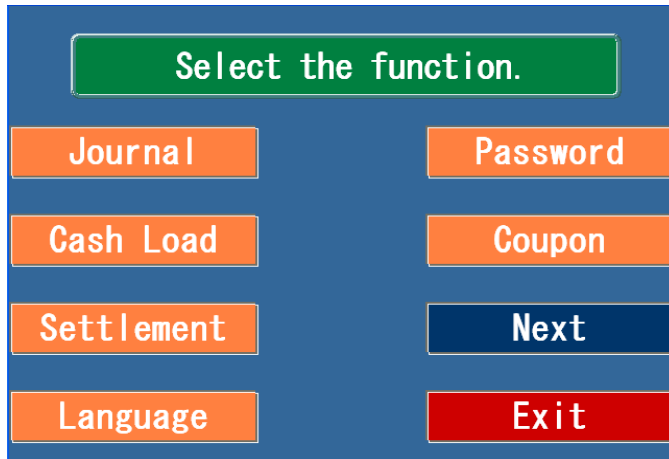 Select the function.
Journal
Password
Cash Load
Coupon
Settlement
Next
Language
Exit